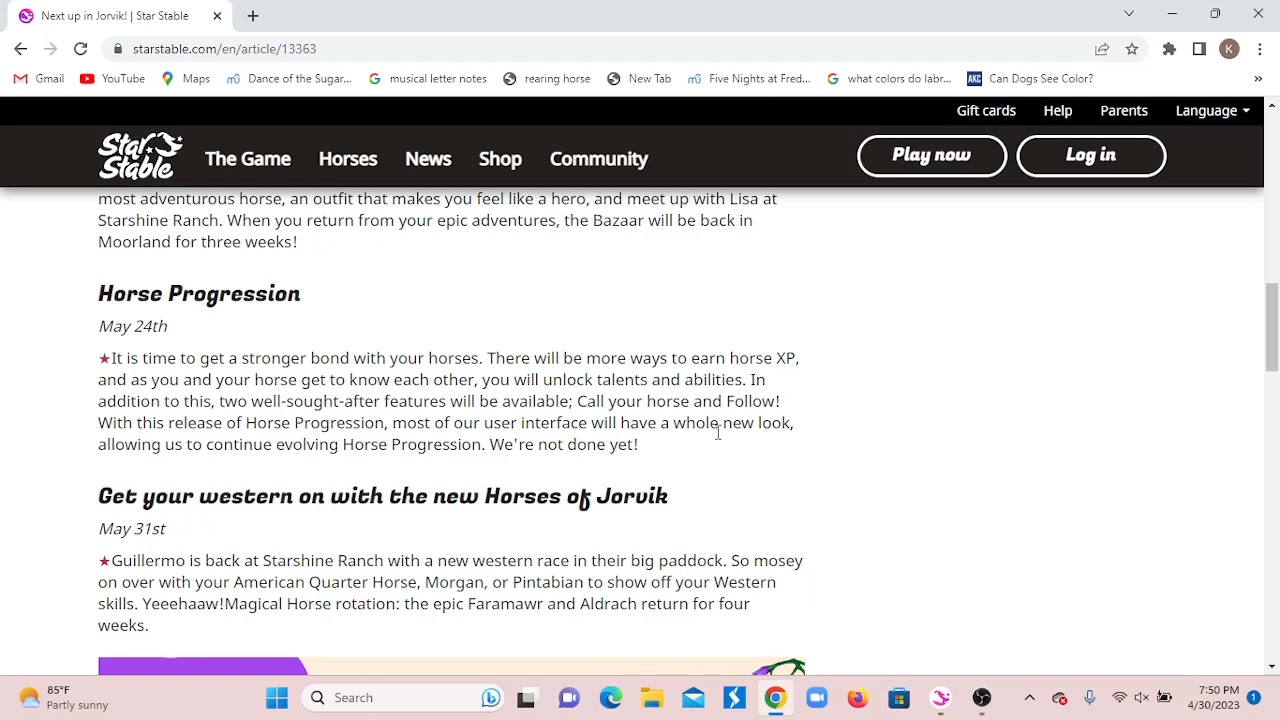 Next up in Jorvik! | Star Stable
starstable.com/en/article/13363
K
Gmail YouTube Maps Dance of the Sugar... musical letter notes rearing horse New Tab Five Nights at Fred... what colors do labr... AKC Can Dogs See Color? »
Gift cards Help Parents Language
Star Stable The Game Horses News Shop Community Play now Log in
most adventurous horse, an outfit that makes you feel like a hero, and meet up with Lisa at
Starshine Ranch. When you return from your epic adventures, the Bazaar will be back in
Moorland for three weeks!
Horse Progression
May 24th
★It is time to get a stronger bond with your horses. There will be more ways to earn horse XP,
and as you and your horse get to know each other, you will unlock talents and abilities. In
addition to this, two well-sought-after features will be available; Call your horse and Follow!
With this release of Horse Progression, most of our user interface will have a whole new look,
allowing us to continue evolving Horse Progression. We're not done yet!
Get your western on with the new Horses of Jorvik
May 31st
★Guillermo is back at Starshine Ranch with a new western race in their big paddock. So mosey
on over with your American Quarter Horse, Morgan, or Pintabian to show off your Western
skills. Yeeehaaw!Magical Horse rotation: the epic Faramawr and Aldrach return for four
weeks.
85°F
Partly sunny
Search
7:50 PM
4/30/2023
1